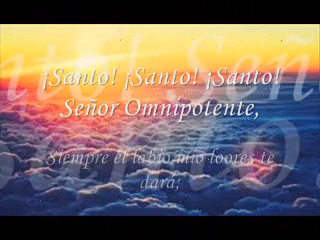 ¡Santo! ¡Santo! ¡Santo!
Señor Omnipotente,
Siempre el labio mío loores te
dará;